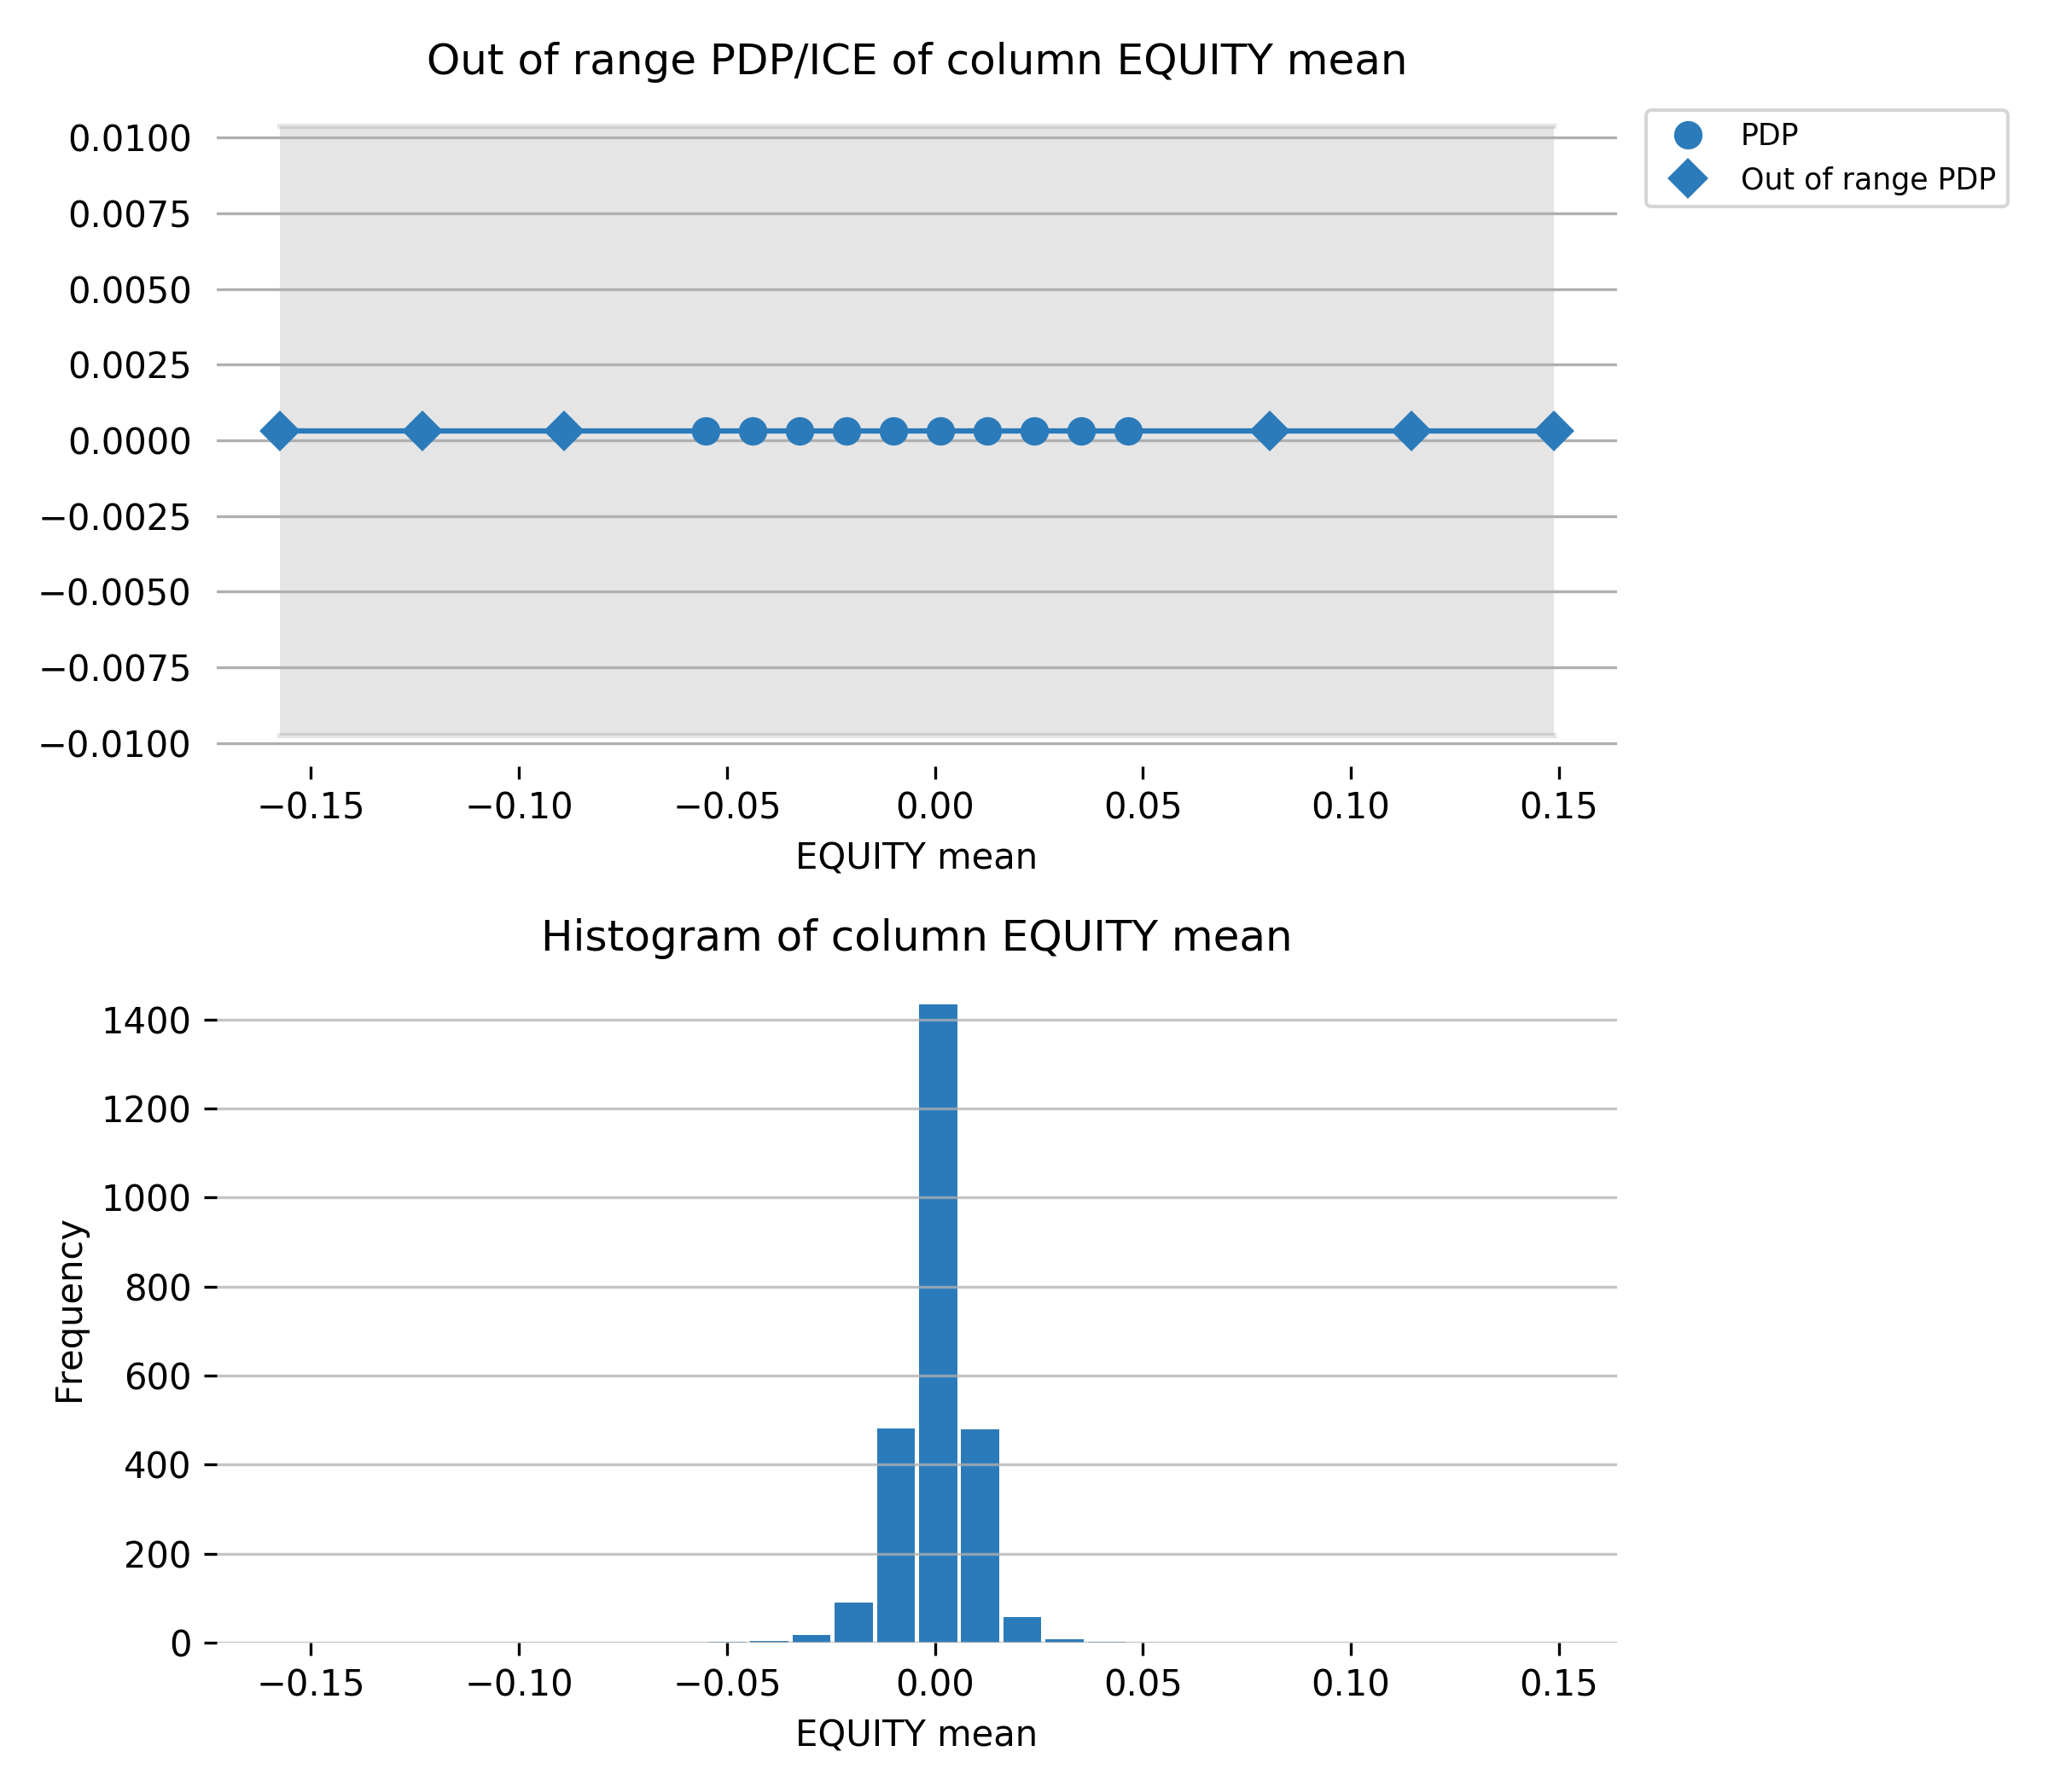 Out of range PDP/ICE of column EQUITY mean
PDP
Out of range PDP
0.0100
0.0075
0.0050
0.0025
0.0000
−0.0025
−0.0050
−0.0075
−0.0100
−0.15 −0.10 −0.05 0.00 0.05 0.10 0.15
EQUITY mean
Histogram of column EQUITY mean
Frequency
1400
1200
1000
800
600
400
200
0
−0.15 −0.10 −0.05 0.00 0.05 0.10 0.15
EQUITY mean